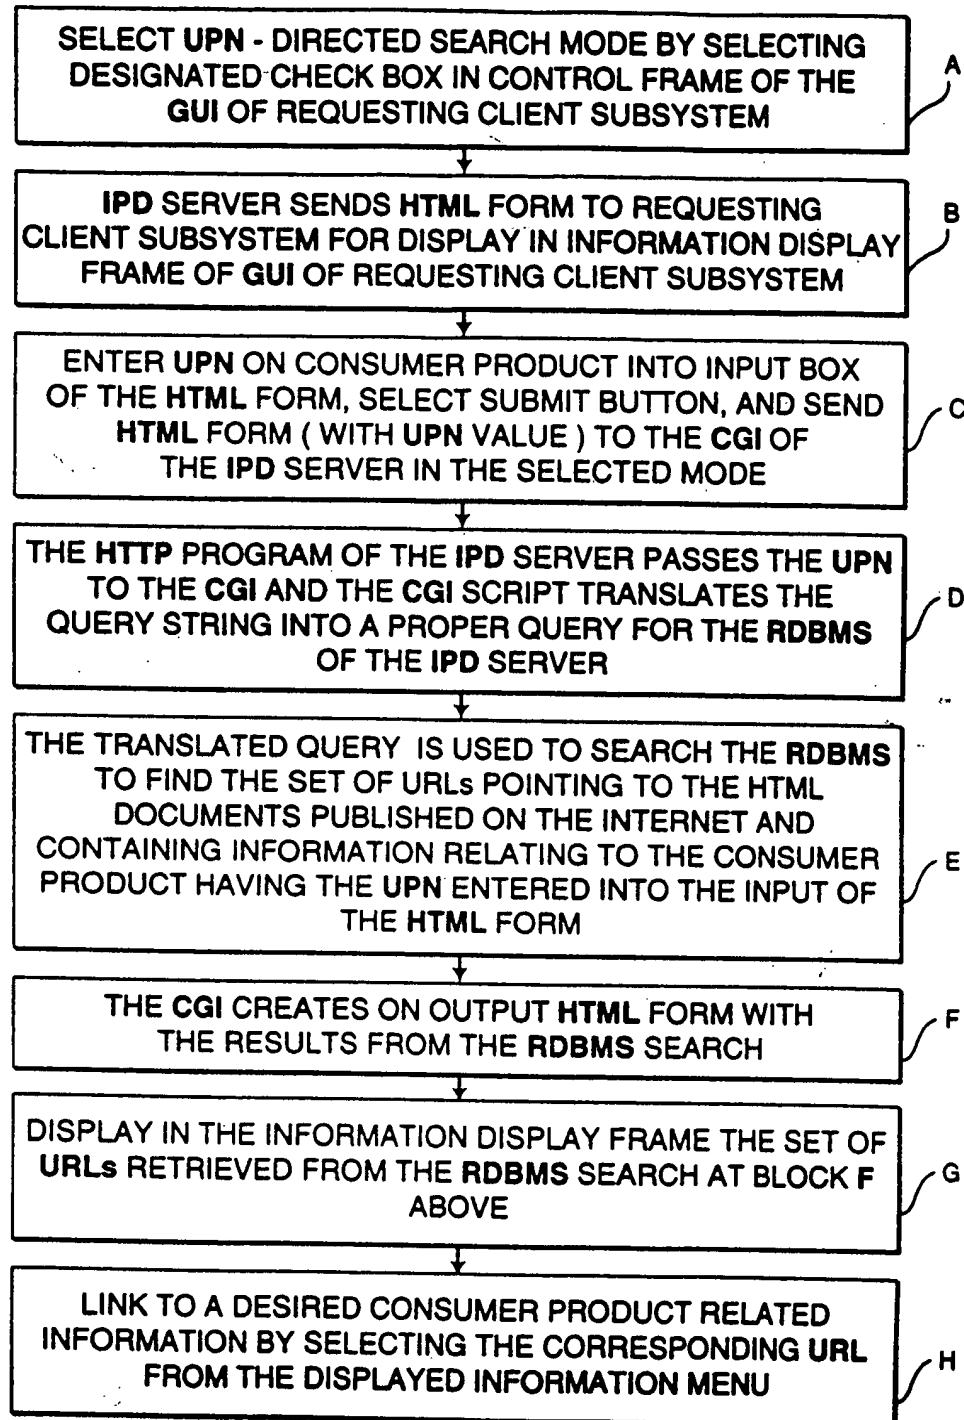 SELECT UPN - DIRECTED SEARCH MODE BY SELECTING
DESIGNATED CHECK BOX IN CONTROL FRAME OF THE
GUI OF REQUESTING CLIENT SUBSYSTEM
A
IPD SERVER SENDS HTML FORM TO REQUESTING
CLIENT SUBSYSTEM FOR DISPLAY IN INFORMATION DISPLAY
FRAME OF GUI OF REQUESTING CLIENT SUBSYSTEM
B
ENTER UPN ON CONSUMER PRODUCT INTO INPUT BOX
OF THE HTML FORM, SELECT SUBMIT BUTTON, AND SEND
HTML FORM ( WITH UPN VALUE ) TO THE CGI OF
THE IPD SERVER IN THE SELECTED MODE
C
THE HTTP PROGRAM OF THE IPD SERVER PASSES THE UPN
TO THE CGI AND THE CGI SCRIPT TRANSLATES THE
QUERY STRING INTO A PROPER QUERY FOR THE RDBMS
OF THE IPD SERVER
D
THE TRANSLATED QUERY IS USED TO SEARCH THE RDBMS
TO FIND THE SET OF URLs POINTING TO THE HTML
DOCUMENTS PUBLISHED ON THE INTERNET AND
CONTAINING INFORMATION RELATING TO THE CONSUMER
PRODUCT HAVING THE UPN ENTERED INTO THE INPUT OF
THE HTML FORM
E
THE CGI CREATES ON OUTPUT HTML FORM WITH
THE RESULTS FROM THE RDBMS SEARCH
F
DISPLAY IN THE INFORMATION DISPLAY FRAME THE SET OF
URLs RETRIEVED FROM THE RDBMS SEARCH AT BLOCK F
ABOVE
G
LINK TO A DESIRED CONSUMER PRODUCT RELATED
INFORMATION BY SELECTING THE CORRESPONDING URL
FROM THE DISPLAYED INFORMATION MENU
H